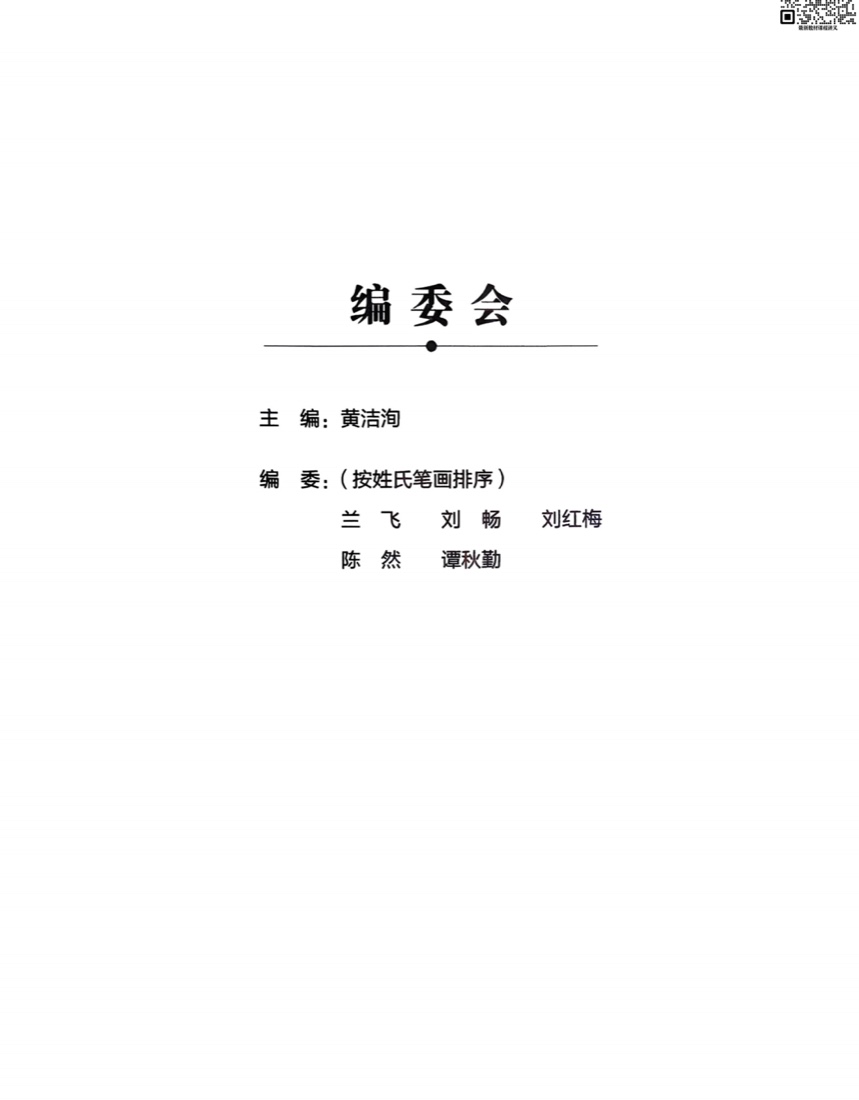 编委会
主　编：黄洁洵
编　委：（按姓氏笔画排序）
兰　飞　　刘　畅　　刘红梅
陈　然　　谭秋勤